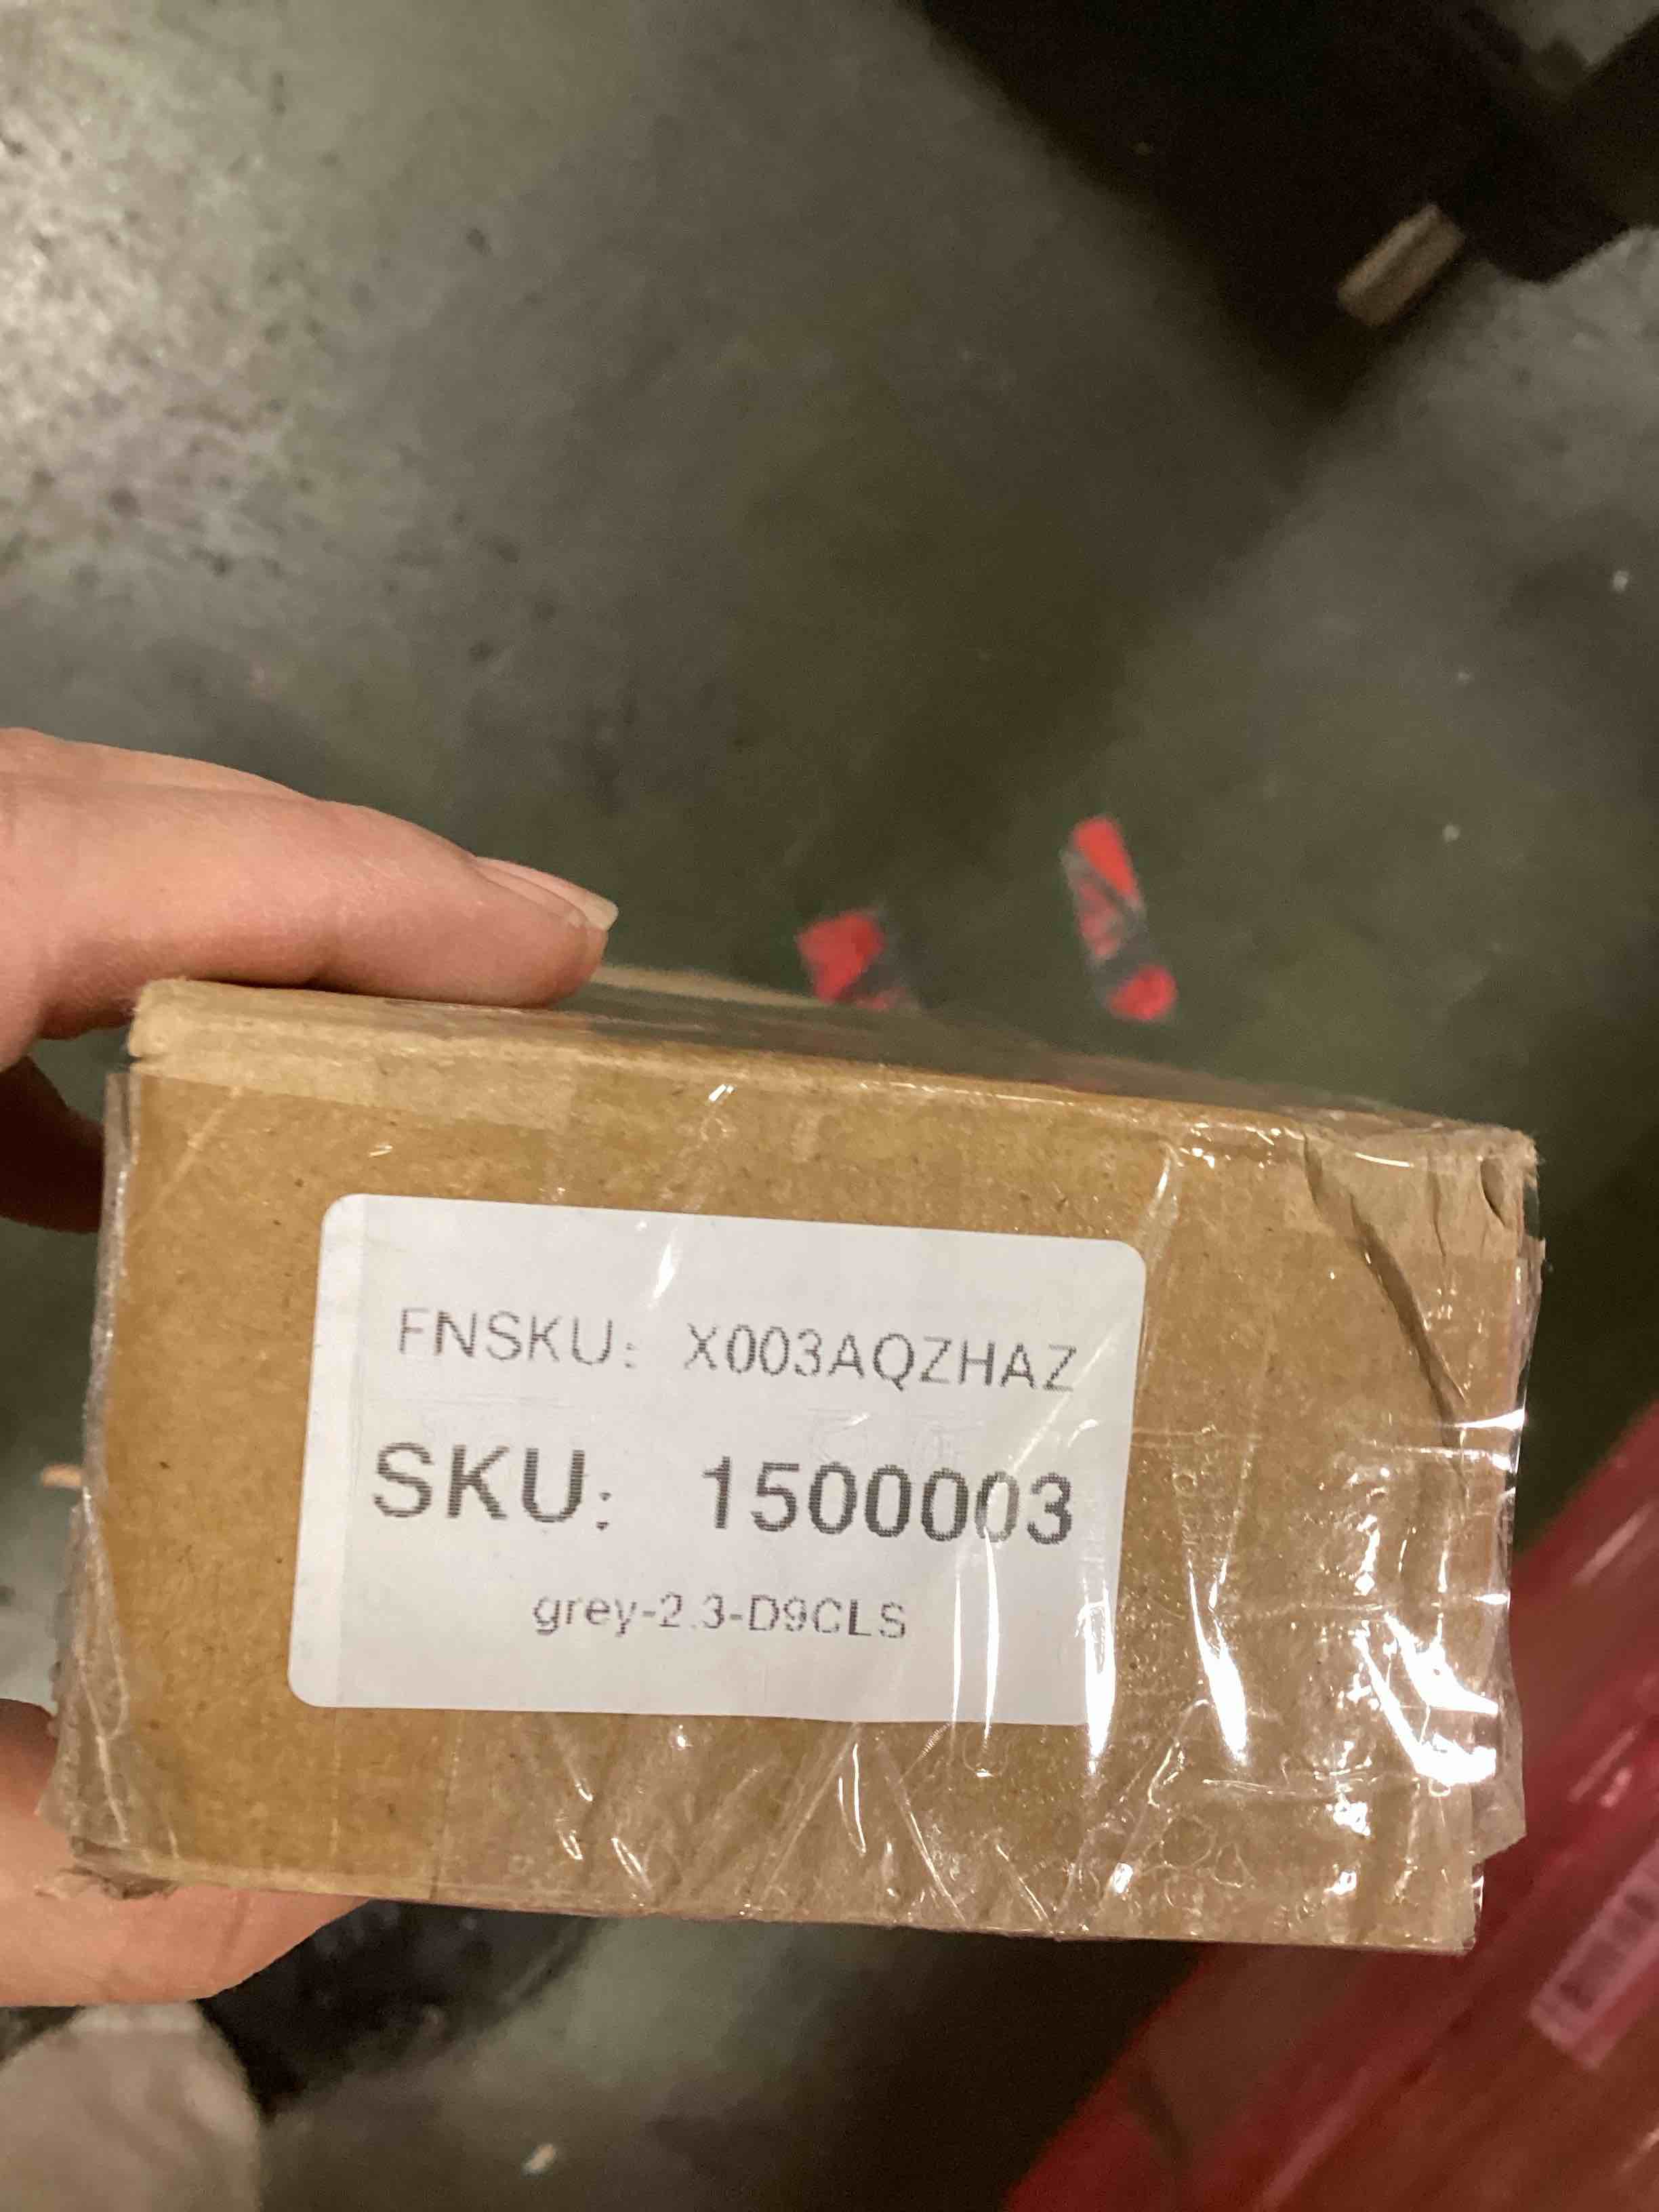 FNSKU: X003AQZHAZ
SKU: 1500003
grey-2.3-D9CLS